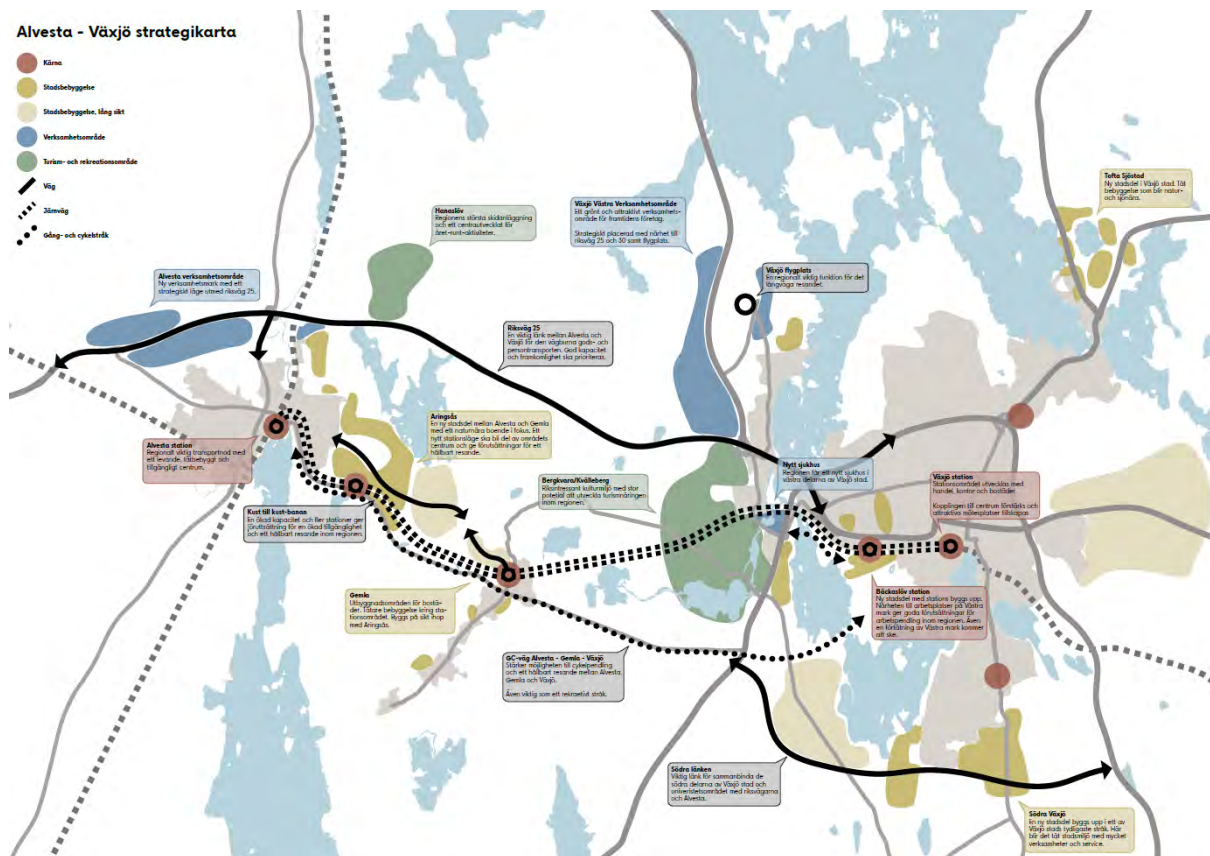 Alvesta - Växjö strategikarta
Kärna
Stadsbebyggelse
Stadsbebyggelse, lång sikt
Verksamhetsområde
Turism- och rekreationsområde
Väg
Järnväg
Gång- och cykelstråk
Tofta Sjöstad
Ny stadsdel i Växjö stad. Tät
bebyggelse som blir natur-
och sjönära.
Hanaslöv
Regionens största skidanläggning
och ett centrautvecklat för
året-runt-aktiviteter.
Växjö Västra Verksamhetsområde
Ett grönt och attraktivt verksamhets-
område för framtidens företag.
Strategiskt placerad med närhet till
riksväg 25 och 30 samt flygplats.
Växjö flygplats
En regionalt viktig funktion för det
långväga resandet.
Alvesta verksamhetsområde
Ny verksamhetsmark med ett
strategiskt läge utmed riksväg 25.
Riksväg 25
En viktig länk mellan Alvesta och
Växjö för den vägburna gods- och
persontransporten. God kapacitet
och framkomlighet ska prioriteras.
Aringsås
En ny stadsdel mellan Alvesta och Gemla
med ett naturnära boende i fokus. Ett
nytt stationsläge ska bli del av områdets
centrum och ge förutsättningar för ett
hållbart resande.
Alvesta station
Regionalt viktig transportnod med
ett levande, tätbebyggt och
tillgängligt centrum.
Nytt sjukhus
Regionen får ett nytt sjukhus i
västra delarna av Växjö stad.
Växjö station
Stationsområdet utvecklas med
handel, kontor och bostäder.
Kopplingen till centrum förstärks och
attraktiva mötesplatser tillskapas
Bergkvara/Kvålleberg
Riksintressant kulturmiljö med stor
potential att utveckla turismnäringen
inom regionen.
Kust till kust-banan
En ökad kapacitet och fler stationer ger
förutsättning för en ökad tillgänglighet
och ett hållbart resande inom regionen.
Gemla
Utbyggnadsområden för bostä-
der. Tätare bebyggelse kring sta-
tionsområdet. Byggs på sikt ihop
med Aringsås.
Bäckaslöv station
Ny stadsdel med stations byggs upp.
Närheten till arbetsplatser på Västra
mark ger goda förutsättningar för
arbetspendling inom regionen. Även
en förtätning av Västra mark kommer
att ske.
GC-väg Alvesta - Gemla - Växjö
Stärker möjligheten till cykelpendling
och ett hållbart resande mellan Alvesta,
Gemla och Växjö.
Även viktig som ett rekreativt stråk.
Södra länken
Viktig länk för sammanbinda de
södra delarna av Växjö stad och
universitetsområdet med riksvägarna
och Alvesta.
Södra Växjö
En ny stadsdel byggs upp i ett av
Växjö stads tydligaste stråk. Här
blir det tät stadsmiljö med mycket
verksamheter och service.